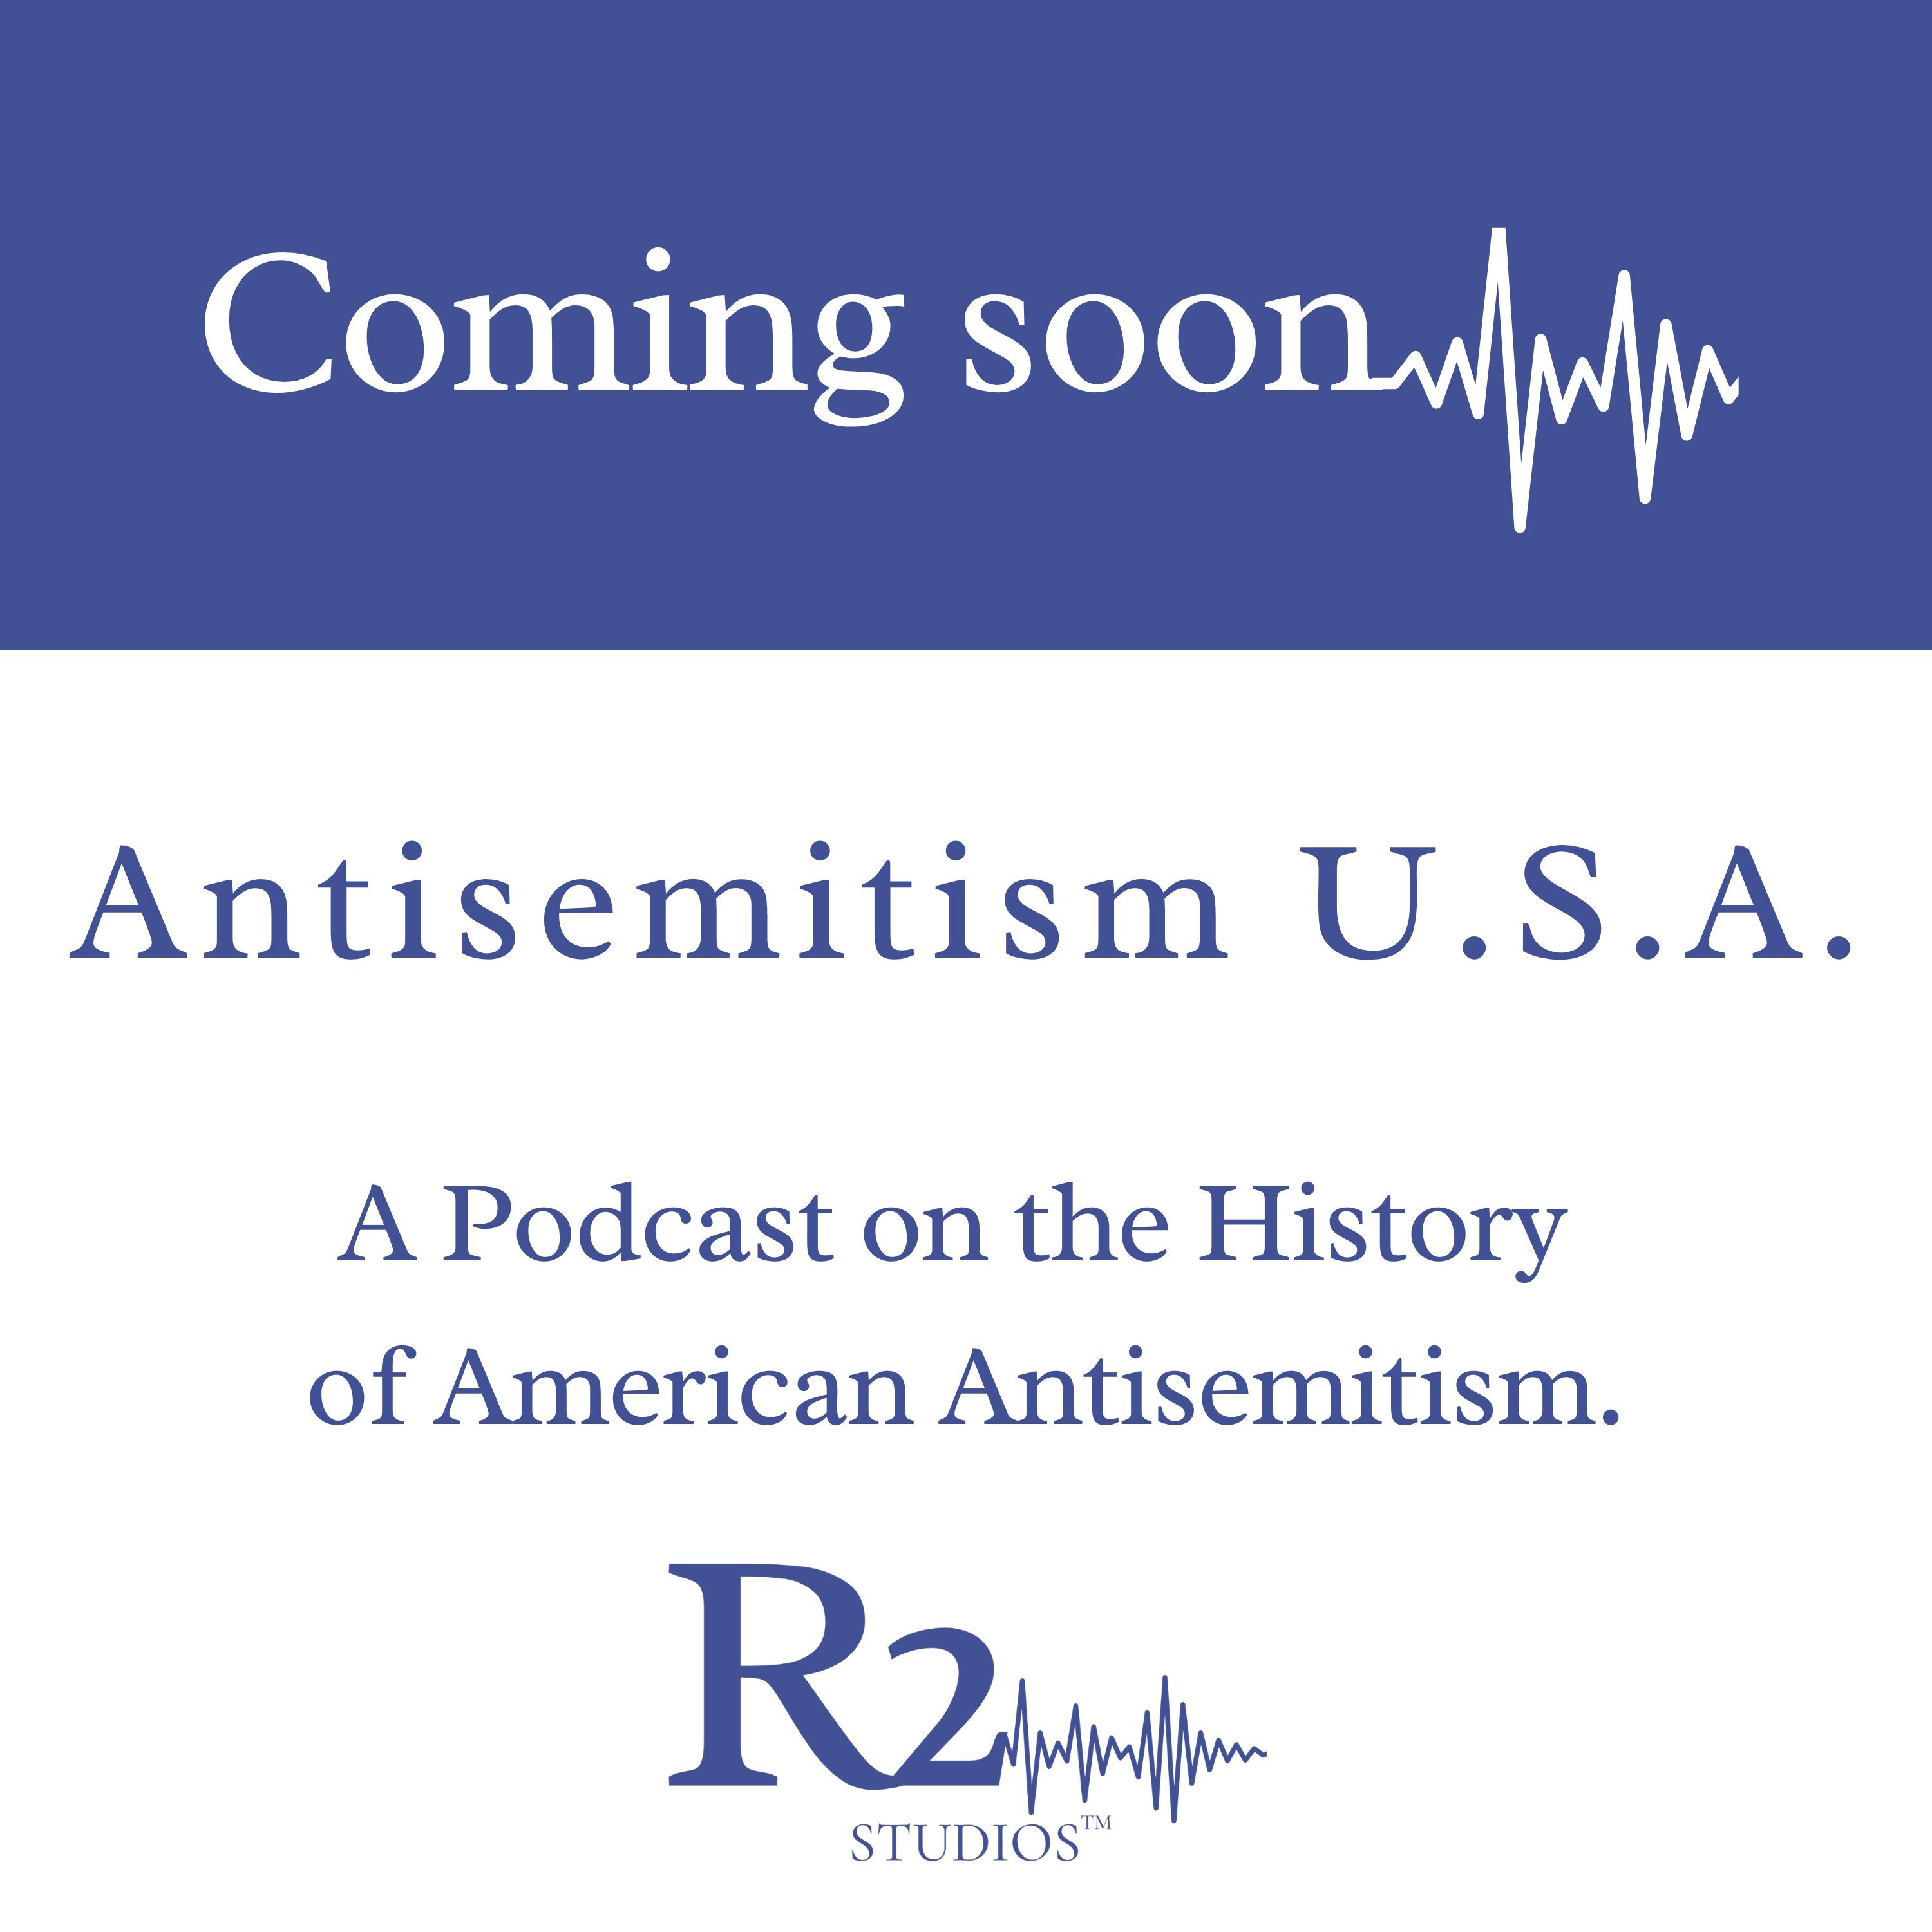 Coming soon
Antisemitism U.S.A.
A Podcast on the History
of American Antisemitism.
R2
STUDIOS™